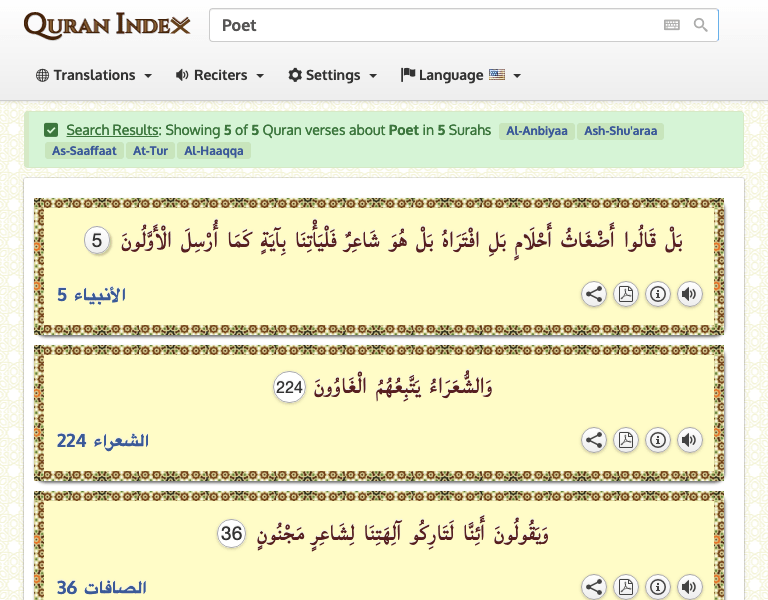 QURAN INDEX
Poet
Translations Reciters Settings Language
Search Results: Showing 5 of 5 Quran verses about Poet in 5 Surahs Al-Anbiyaa Ash-Shu'araa
As-Saaffaat At-Tur Al-Haaqqa
بَلْ قَالُوا أَضْغَاثُ أَحْلَامٍ بَلِ افْتَرَاهُ بَلْ هُوَ شَاعِرٌ فَلْيَأْتِنَا بِآيَةٍ كَمَا أُرْسِلَ الْأَوَّلُونَ 5
الأنبياء 5
وَالشُّعَرَاءُ يَتَّبِعُهُمُ الْغَاوُونَ 224
الشعراء 224
وَيَقُولُونَ أَئِنَّا لَتَارِكُو آلِهَتِنَا لِشَاعِرٍ مَجْنُونٍ 36
الصافات 36